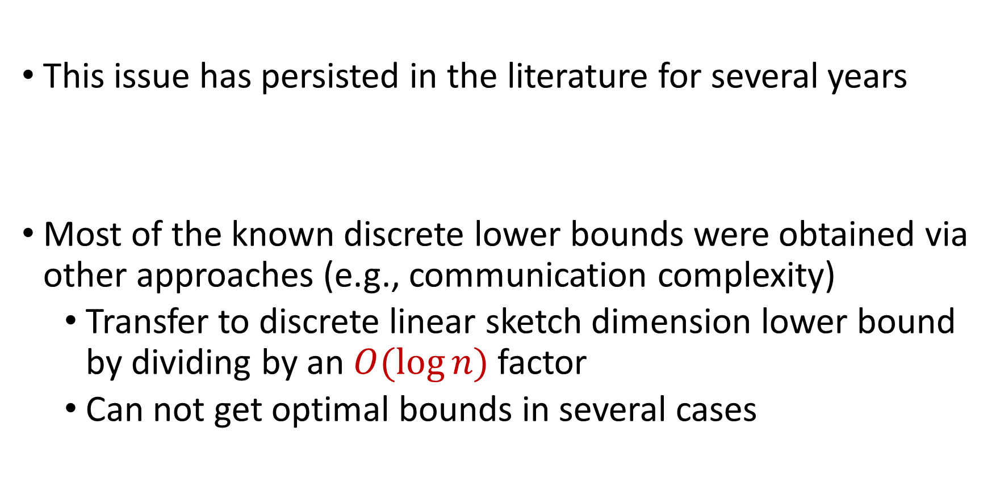 • This issue has persisted in the literature for several years
• Most of the known discrete lower bounds were obtained via
other approaches (e.g., communication complexity)
• Transfer to discrete linear sketch dimension lower bound
by dividing by an O(log n) factor
• Can not get optimal bounds in several cases